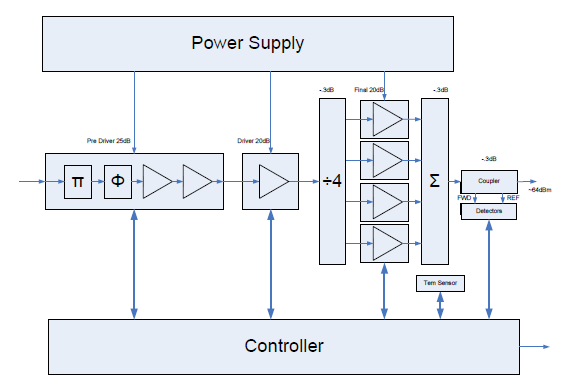 Power Supply
-.3dB
Final 20dB
-.3dB
Pre Driver 25dB
Driver 20dB
-.3dB
π
Φ
÷4
Σ
Coupler
~64dBm
FWD
REF
Detectors
Tem Sensor
Controller